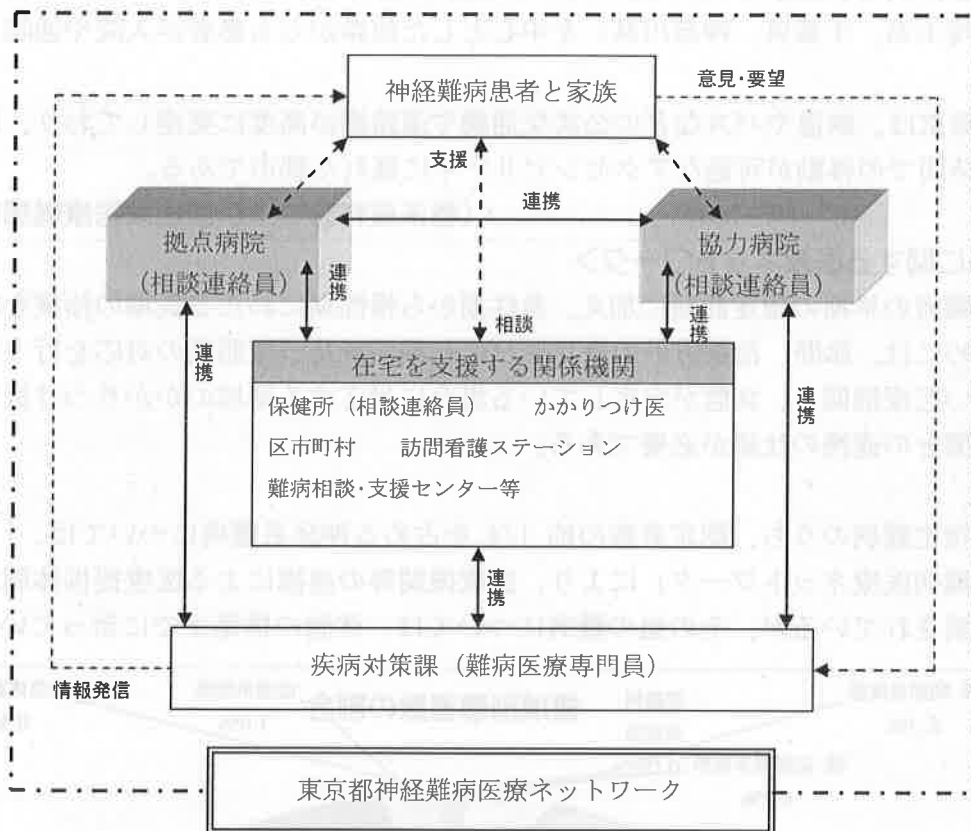 神経難病患者と家族
意見・要望
支援
連携
拠点病院
(相談連絡員)
協力病院
(相談連絡員)
連携
連携
相談
連携
連携
在宅を支援する関係機関
保健所(相談連絡員) かかりつけ医
区市町村 訪問看護ステーション
難病相談・支援センター等
連携
疾病対策課(難病医療専門員)
情報発信
東京都神経難病医療ネットワーク